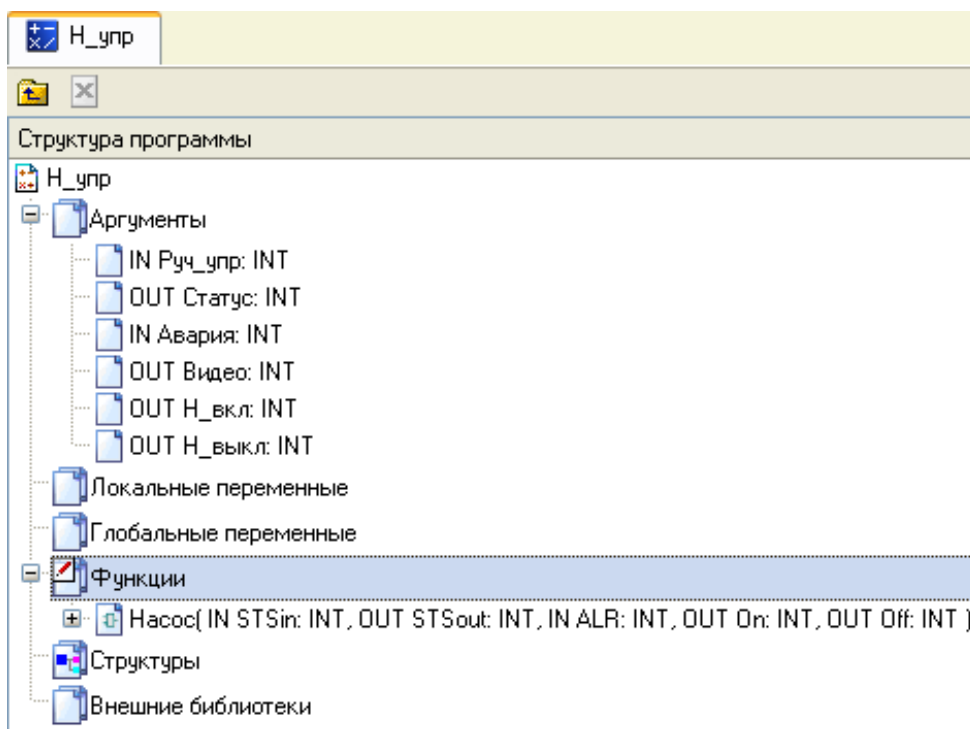 Н_упр
Структура программы
Н_упр
Аргументы
IN Руч_упр: INT
OUT Статус: INT
IN Авария: INT
OUT Видео: INT
OUT Н_вкл: INT
OUT Н_выкл: INT
Локальные переменные
Глобальные переменные
Функции
Насос( IN STSin: INT, OUT STSout: INT, IN ALR: INT, OUT On: INT, OUT Off: INT )
Структуры
Внешние библиотеки